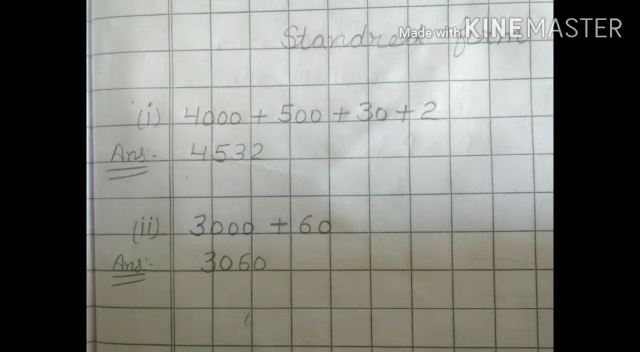 Made with KINEMASTER
Standred form
(i) 4000 + 500 + 30 + 2
Ans:- 4532
(ii) 3000 + 60
Ans:- 3060